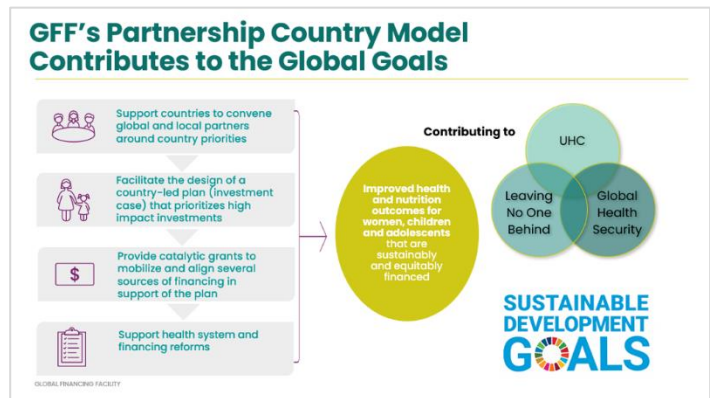 GFF's Partnership Country Model
Contributes to the Global Goals
Support countries to convene
global and local partners
around country priorities
Facilitate the design of a
country-led plan (investment
case) that prioritizes high
impact investments
Provide catalytic grants to
mobilize and align several
sources of financing in
support of the plan
$
Support health system and
financing reforms
Improved health
and nutrition
outcomes for
women, children
and adolescents
that are
sustainably
and equitably
financed
Contributing to
UHC
Leaving
No One
Behind
Global
Health
Security
SUSTAINABLE
DEVELOPMENT
GOALS
GLOBAL FINANCING FACILITY